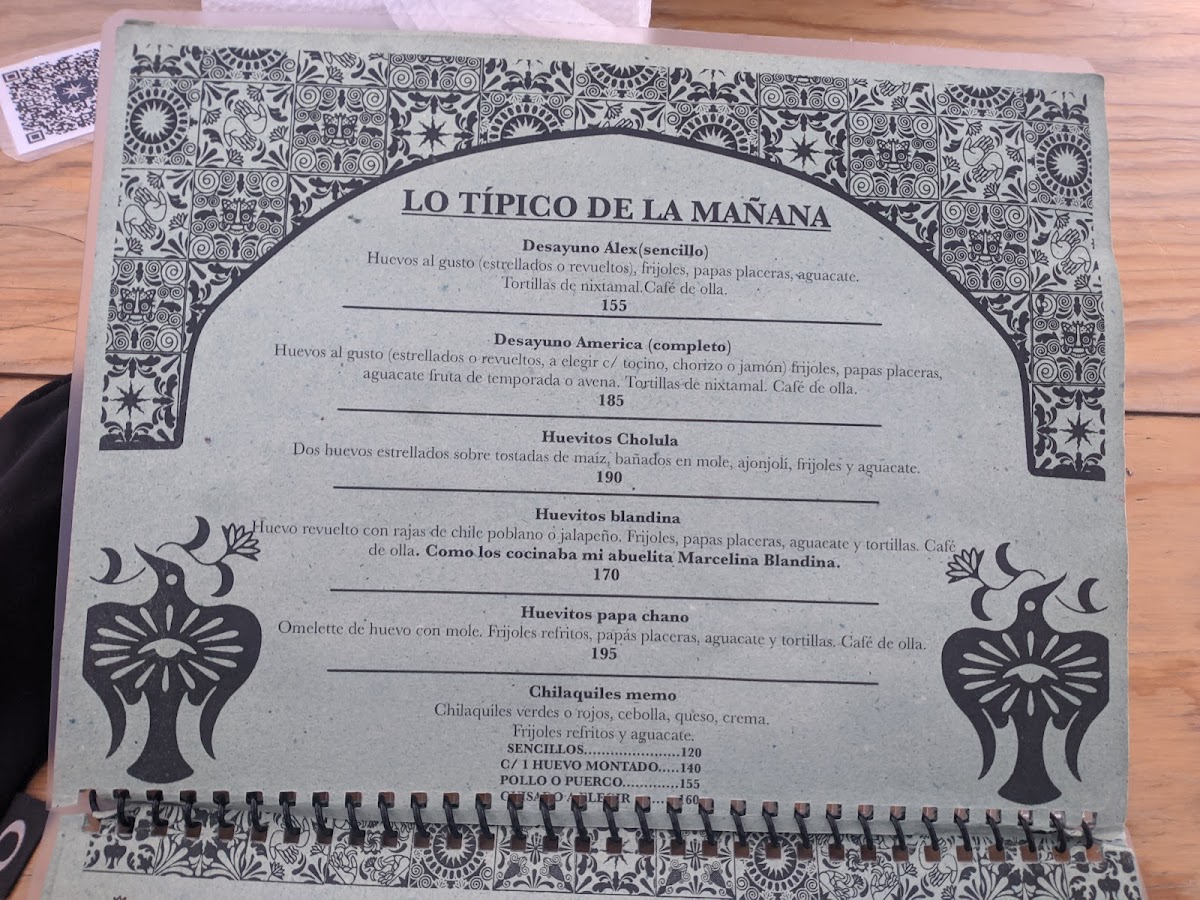 LO TÍPICO DE LA MAÑANA
Desayuno Álex(sencillo)
Huevos al gusto (estrellados o revueltos), frijoles, papas placeras, aguacate.
Tortillas de nixtamal.Café de olla.
155
Desayuno America (completo)
Huevos al gusto (estrellados o revueltos, a elegir c/ tocino, chorizo o jamón) frijoles, papas placeras,
aguacate fruta de temporada o avena. Tortillas de nixtamal. Café de olla.
185
Huevitos Cholula
Dos huevos estrellados sobre tostadas de maíz, bañados en mole, ajonjolí, frijoles y aguacate.
190
Huevitos blandina
Huevo revuelto con rajas de chile poblano o jalapeño. Frijoles, papas placeras, aguacate y tortillas. Café
de olla. Como los cocinaba mi abuelita Marcelina Blandina.
170
Huevitos papa chano
Omelette de huevo con mole. Frijoles refritos, papas placeras, aguacate y tortillas. Café de olla.
195
Chilaquiles memo
Chilaquiles verdes o rojos, cebolla, queso, crema.
Frijoles refritos y aguacate.
SENCILLOS......................120
C/ 1 HUEVO MONTADO.....140
POLLO O PUERCO.............155
GUISADO A ELEGIR ..........160